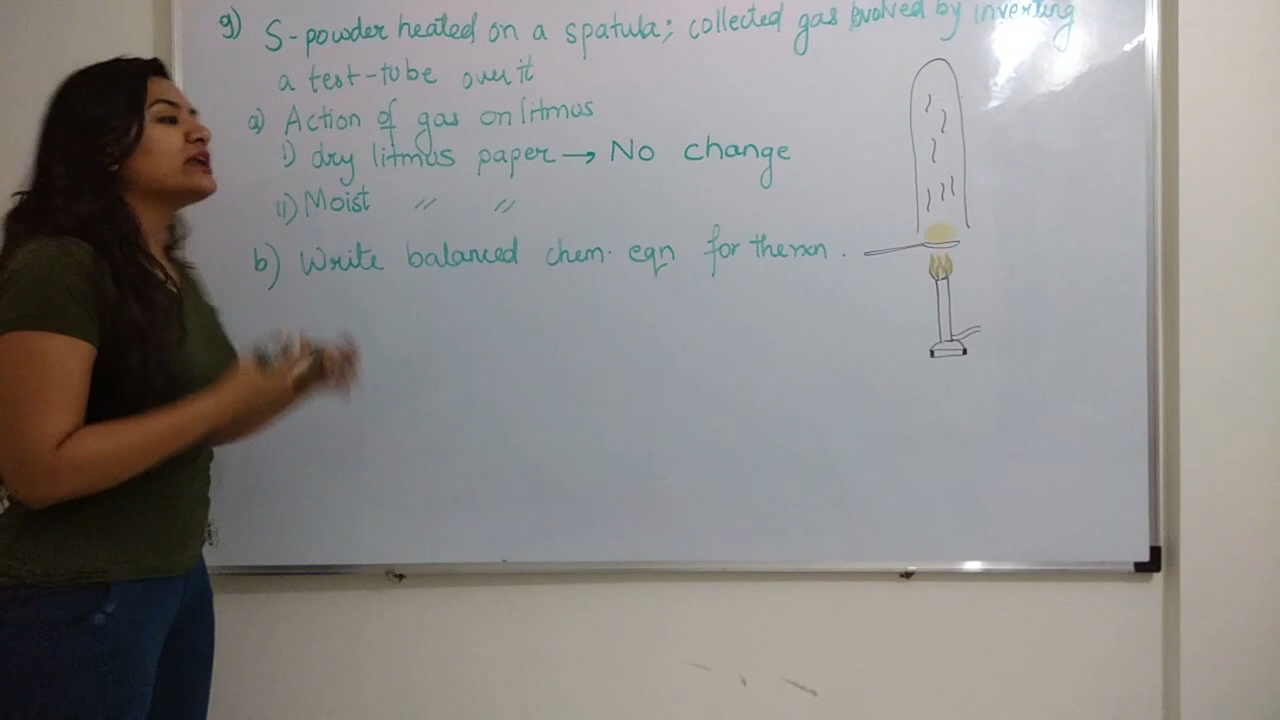 9) S-powder heated on a spatula; collected gas evolved by inverting
a test-tube over it
a) Action of gas on litmus
i) dry litmus paper → No change
ii) Moist " "
b) Write balanced chem. eqn for the rxn.